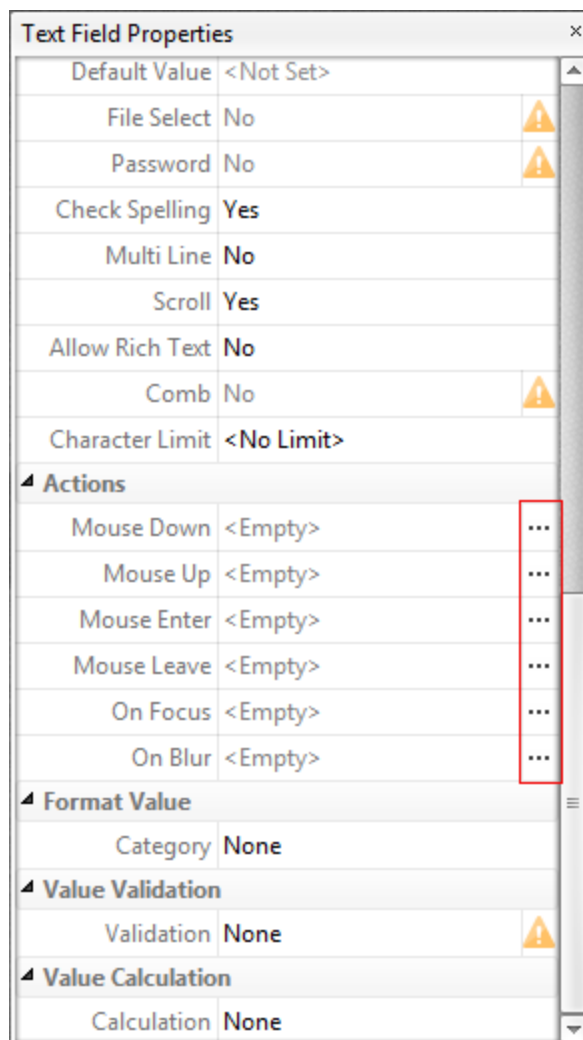 Text Field Properties
Default Value <Not Set>
File Select No
Password No
Check Spelling Yes
Multi Line No
Scroll Yes
Allow Rich Text No
Comb No
Character Limit <No Limit>
Actions
Mouse Down <Empty> ...
Mouse Up <Empty> ...
Mouse Enter <Empty> ...
Mouse Leave <Empty> ...
On Focus <Empty> ...
On Blur <Empty> ...
Format Value
Category None
Value Validation
Validation None
Value Calculation
Calculation None